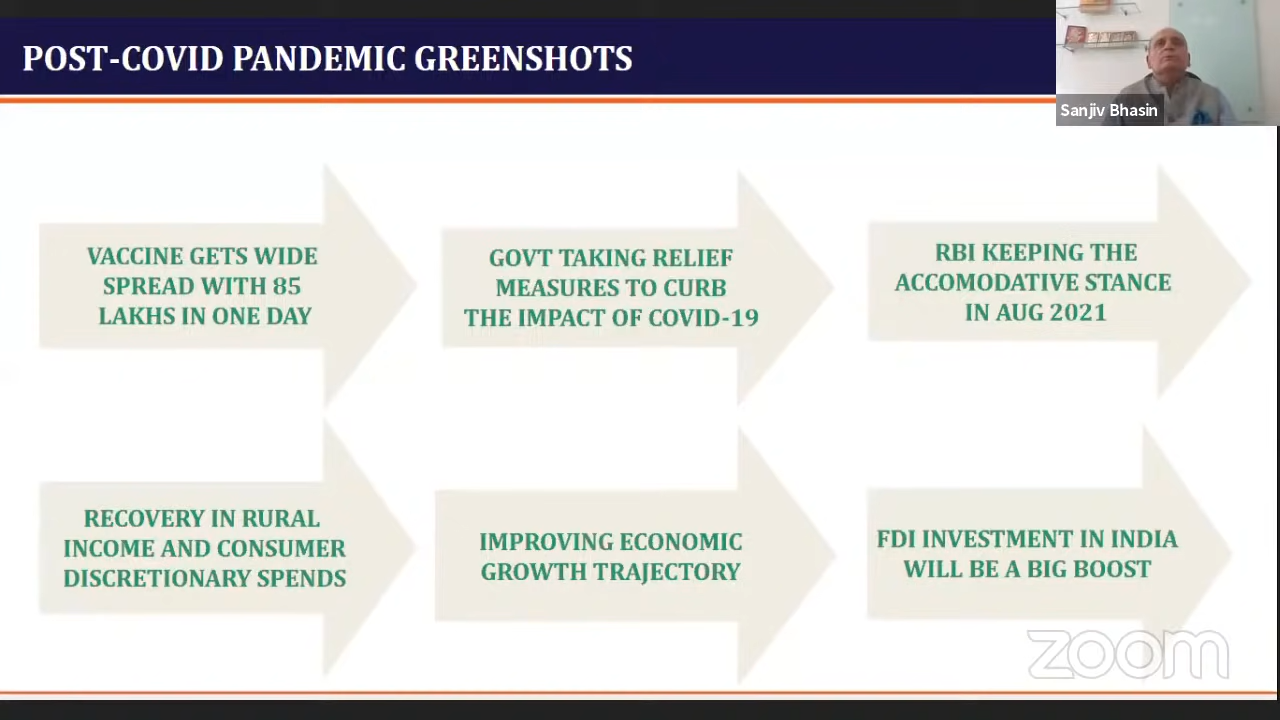 POST-COVID PANDEMIC GREENSHOTS
Sanjiv Bhasin
VACCINE GETS WIDE
SPREAD WITH 85
LAKHS IN ONE DAY
GOVT TAKING RELIEF
MEASURES TO CURB
THE IMPACT OF COVID-19
RBI KEEPING THE
ACCOMODATIVE STANCE
IN AUG 2021
RECOVERY IN RURAL
INCOME AND CONSUMER
DISCRETIONARY SPENDS
IMPROVING ECONOMIC
GROWTH TRAJECTORY
FDI INVESTMENT IN INDIA
WILL BE A BIG BOOST
zoom